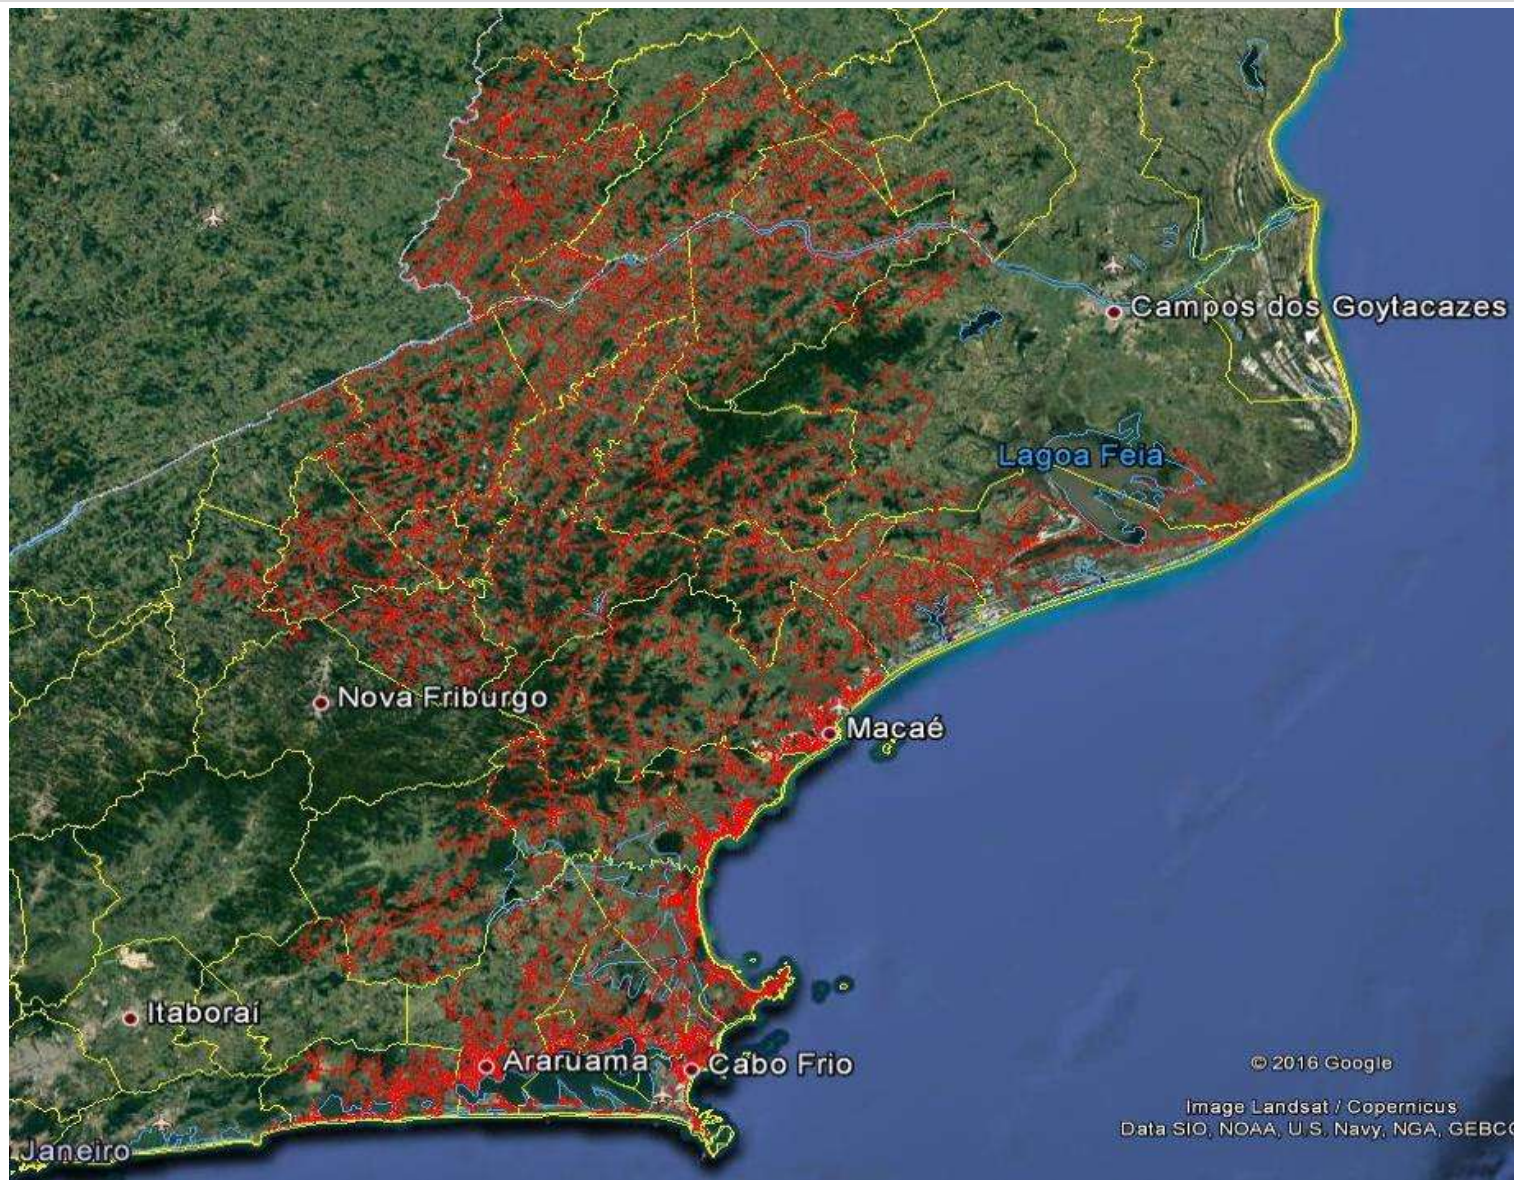 Campos dos Goytacazes
Lagoa Feia
Nova Friburgo
Macaé
Itaboraí
Araruama
Cabo Frio
© 2016 Google
Image Landsat / Copernicus
Data SIO, NOAA, U.S. Navy, NGA, GEBCO
Janeiro